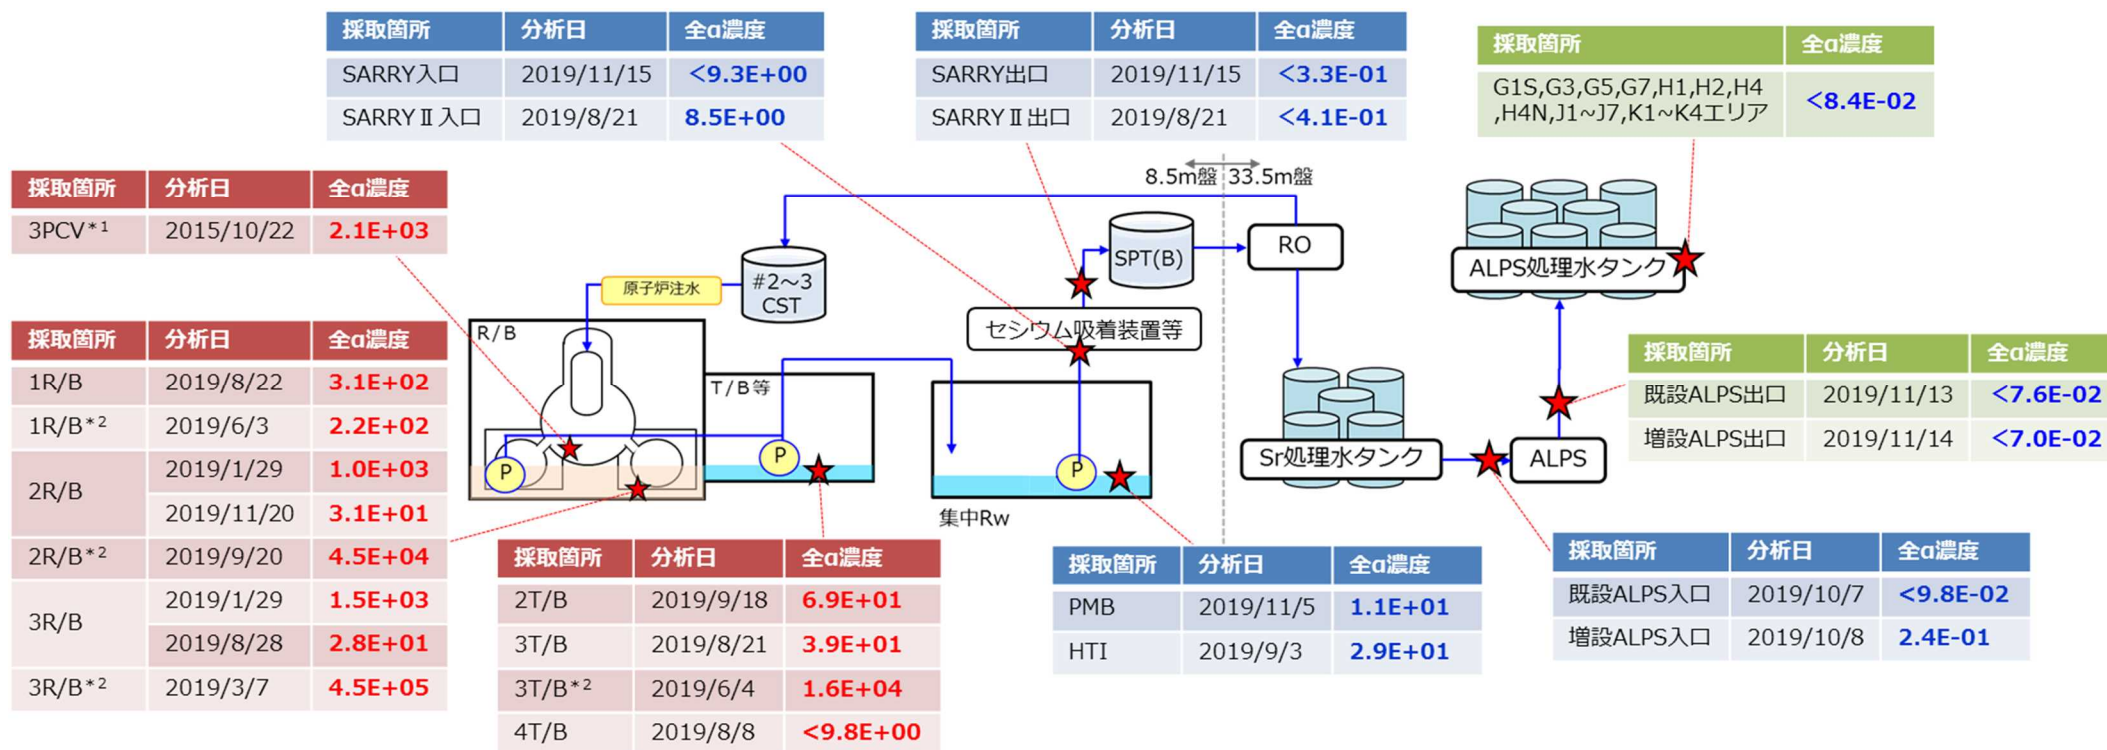 採取箇所 分析日 全α濃度
SARRY入口 2019/11/15 <9.3E+00
SARRYⅡ入口 2019/8/21 8.5E+00
採取箇所 分析日 全α濃度
SARRY出口 2019/11/15 <3.3E-01
SARRYⅡ出口 2019/8/21 <4.1E-01
採取箇所 全α濃度
G1S,G3,G5,G7,H1,H2,H4
,H4N,J1~J7,K1~K4エリア
<8.4E-02
採取箇所 分析日 全α濃度
3PCV*1 2015/10/22 2.1E+03
8.5m盤 33.5m盤
#2～3
CST
原子炉注水
SPT(B)
RO
ALPS処理水タンク
R/B
セシウム吸着装置等
T/B等
P
P
P
集中Rw
Sr処理水タンク
ALPS
採取箇所 分析日 全α濃度
1R/B 2019/8/22 3.1E+02
1R/B*2 2019/6/3 2.2E+02
2R/B 2019/1/29 1.0E+03
2019/11/20 3.1E+01
2R/B*2 2019/9/20 4.5E+04
3R/B 2019/1/29 1.5E+03
2019/8/28 2.8E+01
3R/B*2 2019/3/7 4.5E+05
採取箇所 分析日 全α濃度
既設ALPS出口 2019/11/13 <7.6E-02
増設ALPS出口 2019/11/14 <7.0E-02
採取箇所 分析日 全α濃度
2T/B 2019/9/18 6.9E+01
3T/B 2019/8/21 3.9E+01
3T/B*2 2019/6/4 1.6E+04
4T/B 2019/8/8 <9.8E+00
採取箇所 分析日 全α濃度
PMB 2019/11/5 1.1E+01
HTI 2019/9/3 2.9E+01
採取箇所 分析日 全α濃度
既設ALPS入口 2019/10/7 <9.8E-02
増設ALPS入口 2019/10/8 2.4E-01